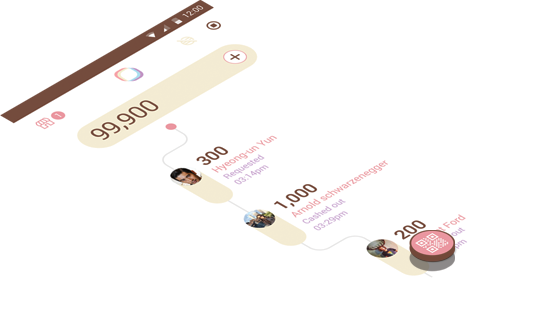 12:00
1
99,900
300
Hyeong-un Yun
Requested
03:14pm
1,000
Arnold schwarzenegger
Cashed out
03:29pm
200
Ford
out